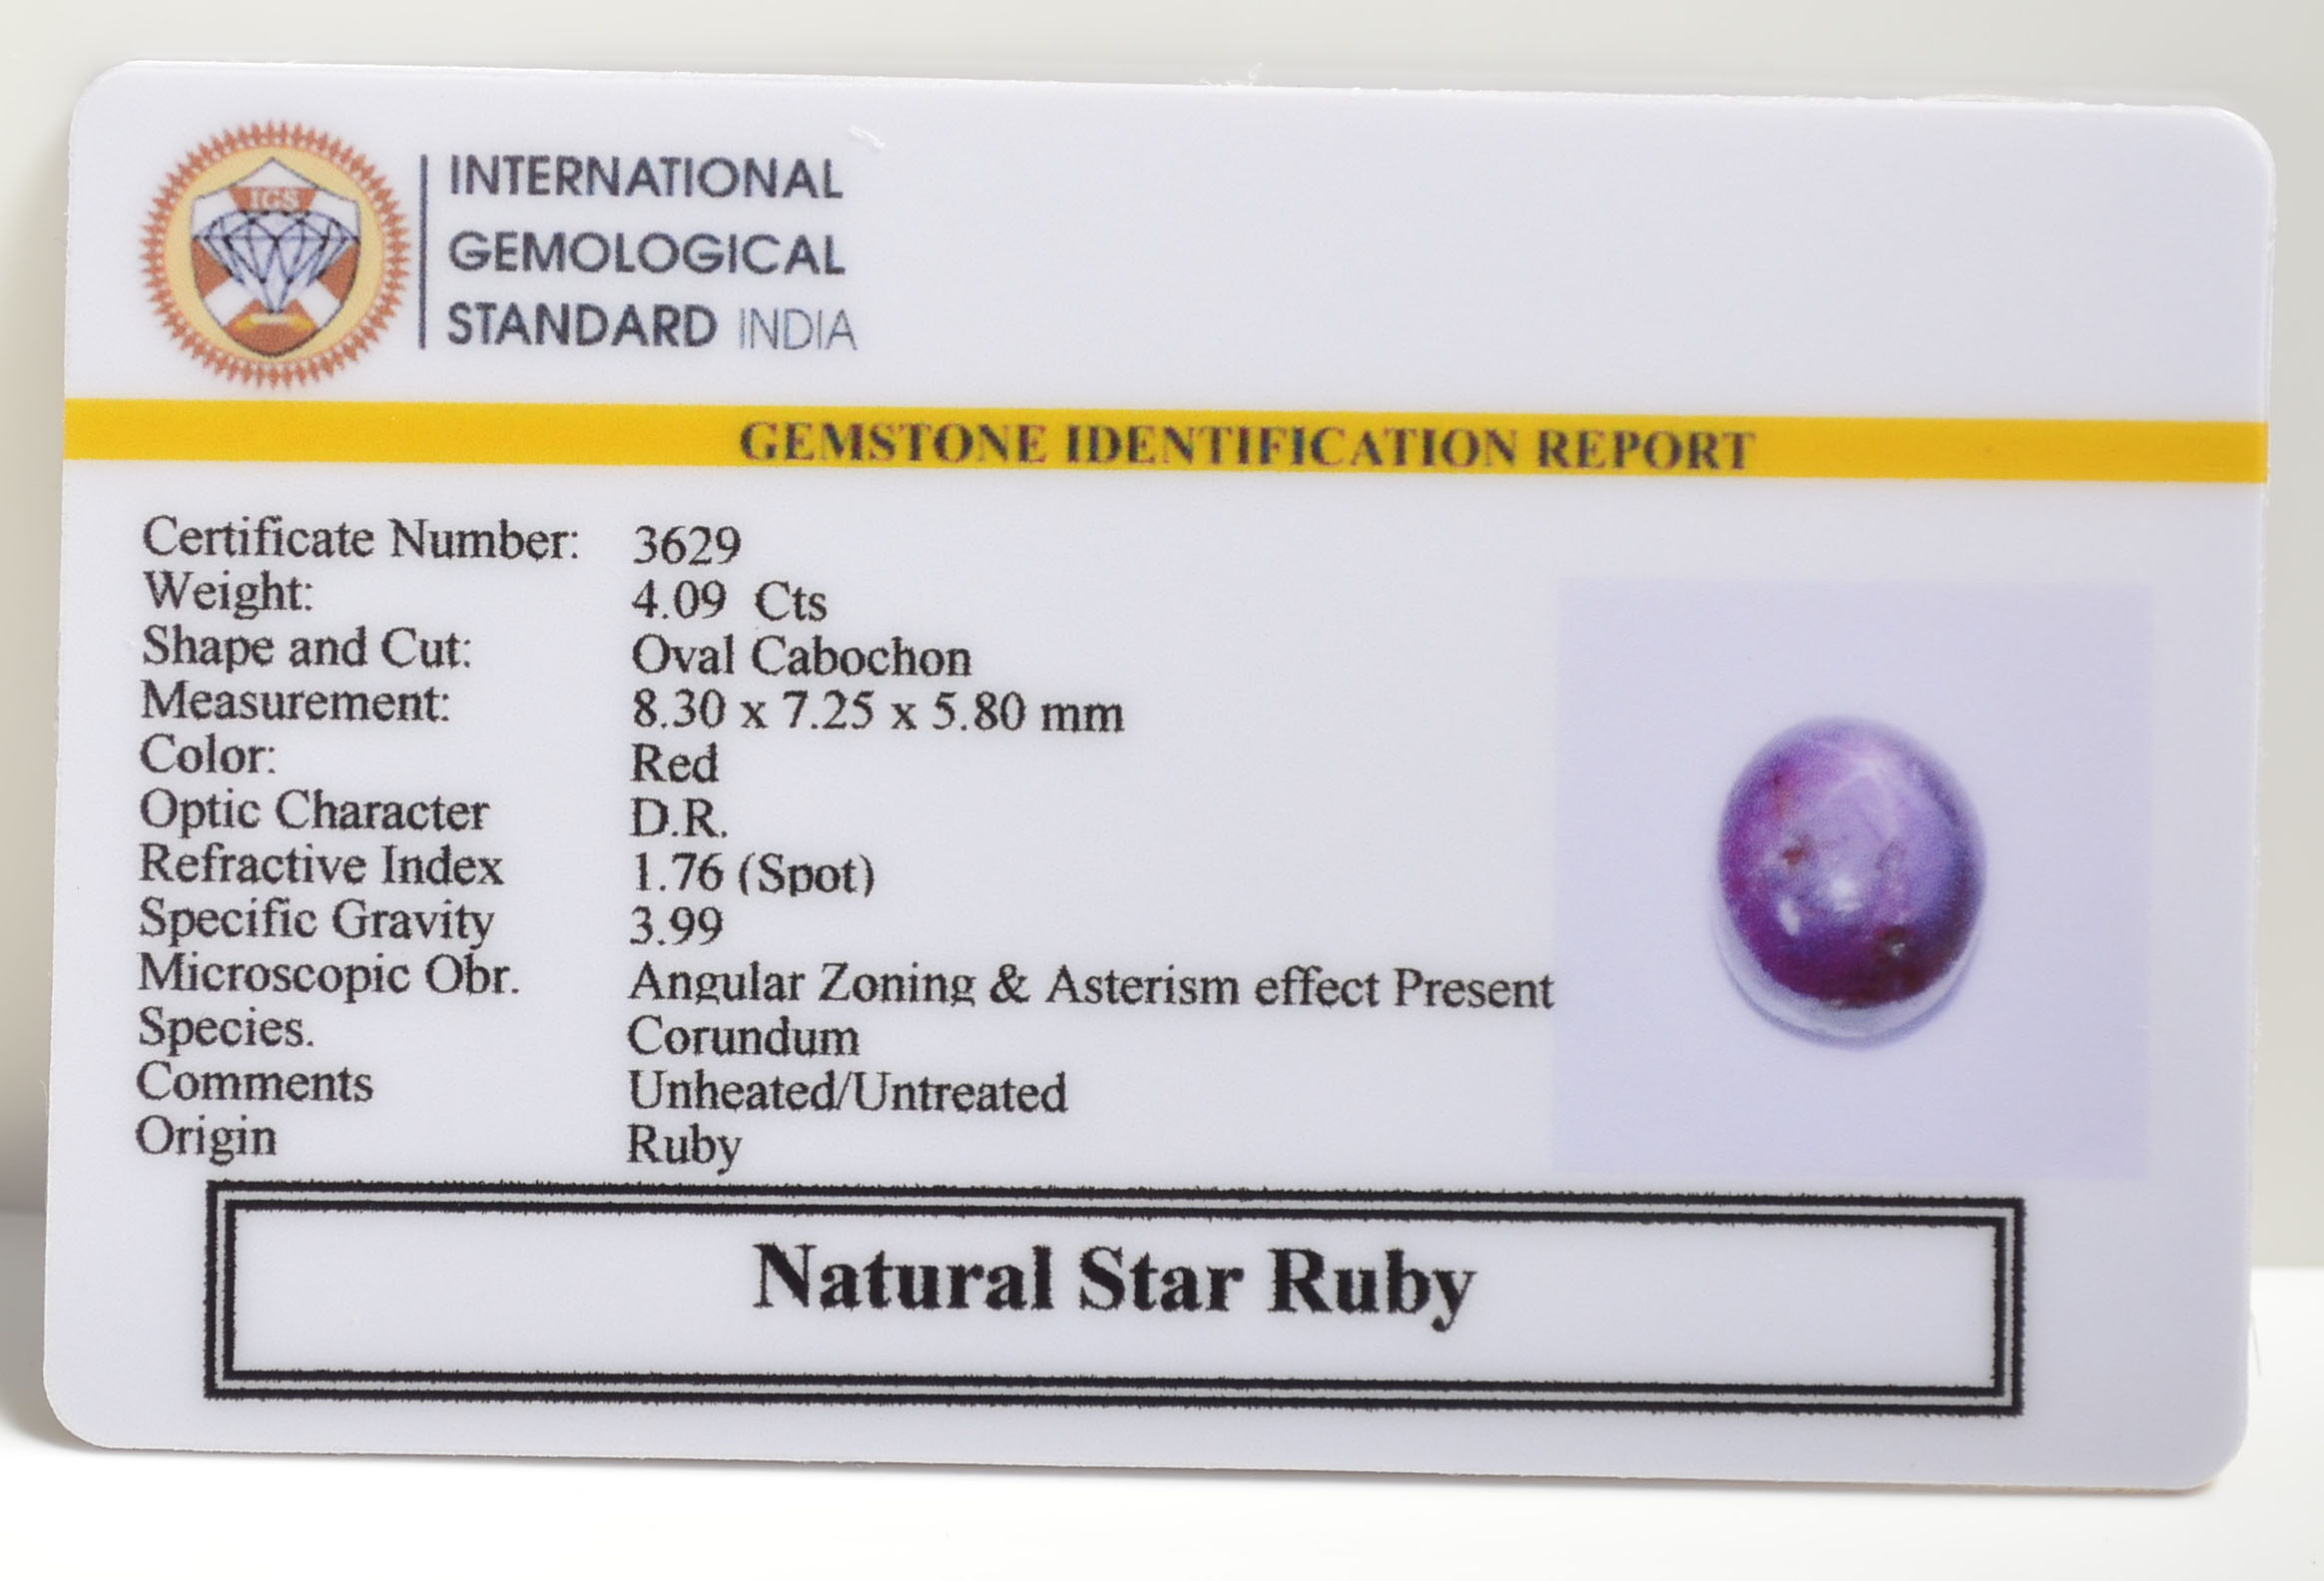 IGS
INTERNATIONAL
GEMOLOGICAL
STANDARD INDIA
GEMSTONE IDENTIFICATION REPORT
Certificate Number: 3629
Weight: 4.09 Cts
Shape and Cut: Oval Cabochon
Measurement: 8.30 x 7.25 x 5.80 mm
Color: Red
Optic Character D.R.
Refractive Index 1.76 (Spot)
Specific Gravity 3.99
Microscopic Obr. Angular Zoning & Asterism effect Present
Species. Corundum
Comments Unheated/Untreated
Origin Ruby
Natural Star Ruby